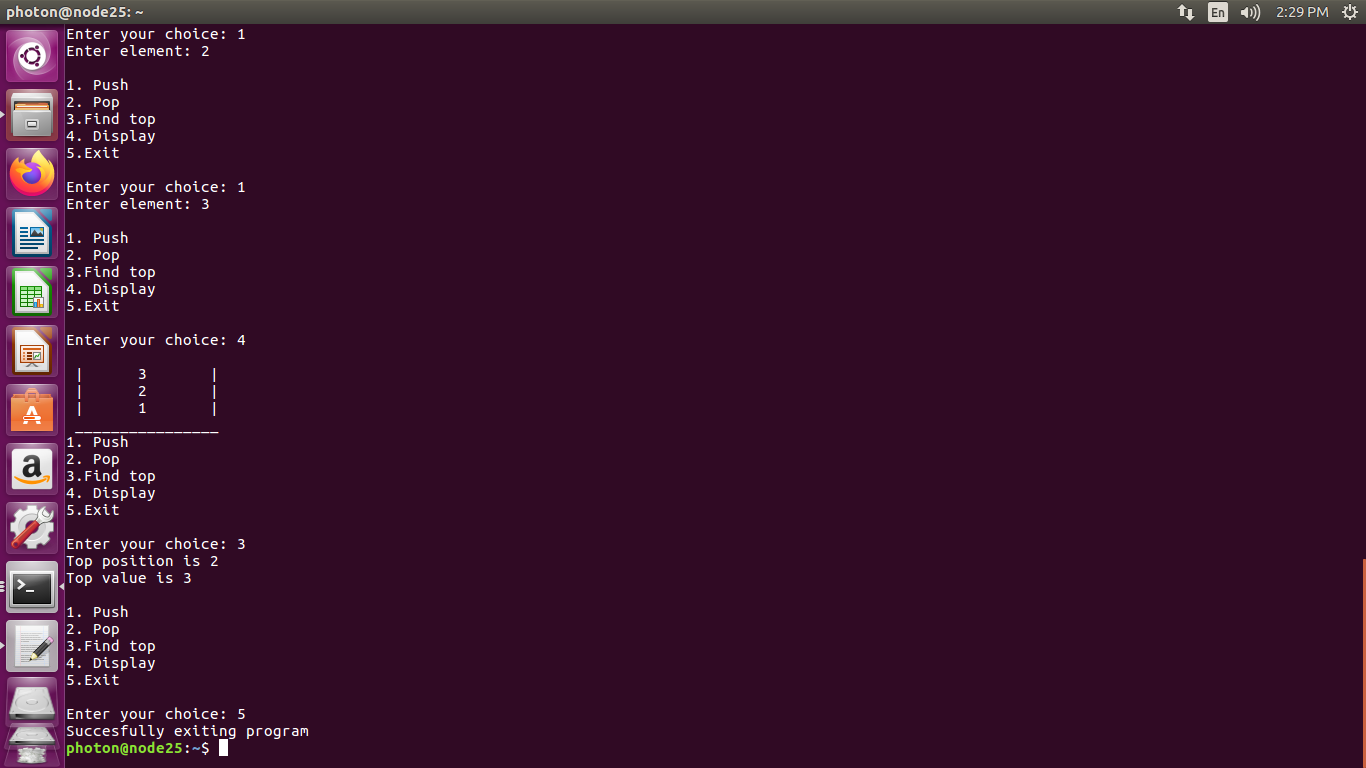 photon@node25: ~
En
2:29 PM
Enter your choice: 1
Enter element: 2
1. Push
2. Pop
3.Find top
4. Display
5.Exit
Enter your choice: 1
Enter element: 3
1. Push
2. Pop
3.Find top
4. Display
5.Exit
Enter your choice: 4
| 3 |
| 2 |
| 1 |
________________
1. Push
2. Pop
3.Find top
4. Display
5.Exit
Enter your choice: 3
Top position is 2
Top value is 3
1. Push
2. Pop
3.Find top
4. Display
5.Exit
Enter your choice: 5
Succesfully exiting program
photon@node25:~$